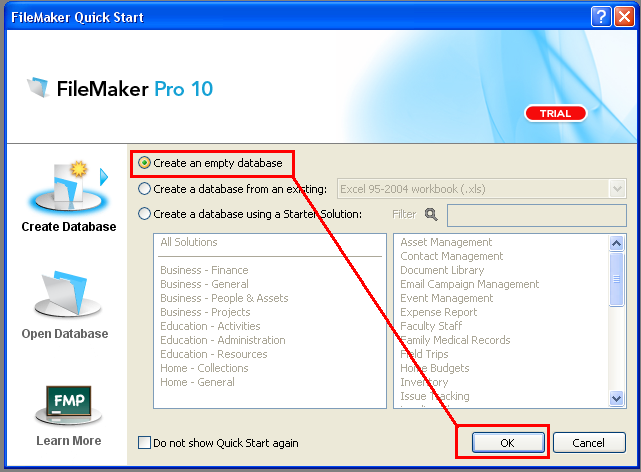 FileMaker Quick Start
FileMaker Pro 10
TRIAL
Create Database
Open Database
FMP
Learn More
Create an empty database
Create a database from an existing: Excel 95-2004 workbook (.xls)
Create a database using a Starter Solution: Filter
All Solutions
Business - Finance
Business - General
Business - People & Assets
Business - Projects
Education - Activities
Education - Administration
Education - Resources
Home - Collections
Home - General
Asset Management
Contact Management
Document Library
Email Campaign Management
Event Management
Expense Report
Faculty Staff
Family Medical Records
Field Trips
Home Budgets
Inventory
Issue Tracking
Do not show Quick Start again
OK
Cancel